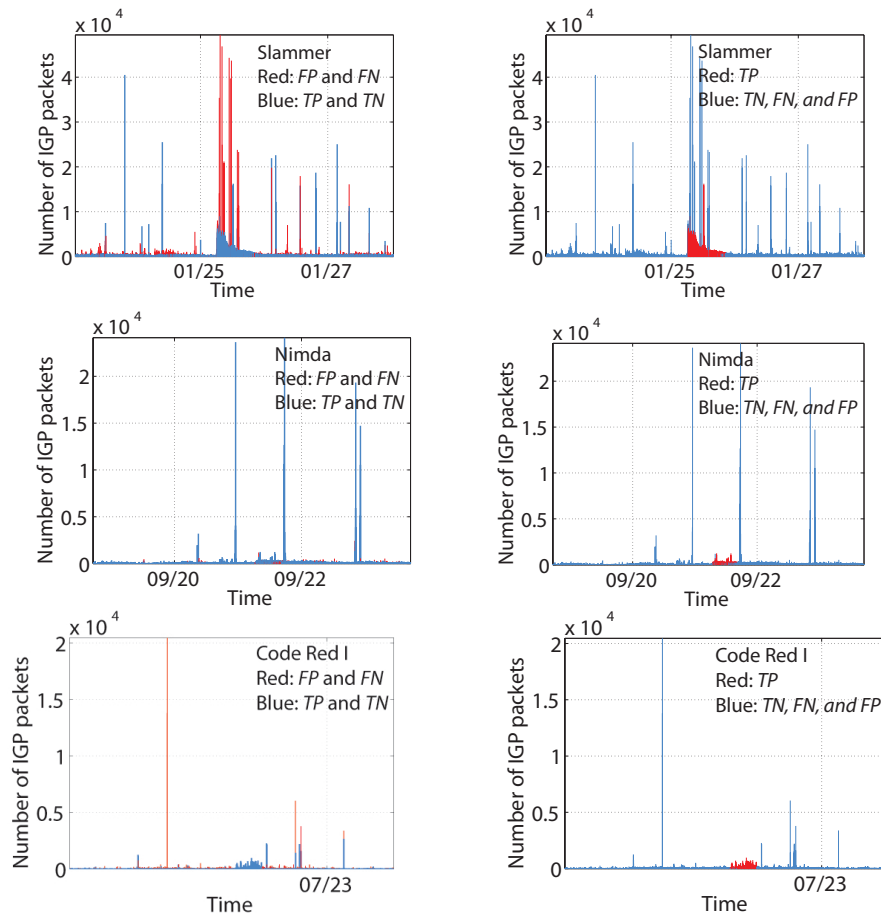 x 10^4
Slammer
Red: FP and FN
Blue: TP and TN
Number of IGP packets
4
3
2
1
0
01/25
01/27
Time
x 10^4
Slammer
Red: TP
Blue: TN, FN, and FP
Number of IGP packets
4
3
2
1
0
01/25
01/27
Time
x 10^4
Nimda
Red: FP and FN
Blue: TP and TN
Number of IGP packets
2
1.5
1
0.5
0
09/20
09/22
Time
x 10^4
Nimda
Red: TP
Blue: TN, FN, and FP
Number of IGP packets
2
1.5
1
0.5
0
09/20
09/22
Time
x 10^4
Code Red I
Red: FP and FN
Blue: TP and TN
Number of IGP packets
2
1.5
1
0.5
0
07/23
Time
x 10^4
Code Red I
Red: TP
Blue: TN, FN, and FP
Number of IGP packets
2
1.5
1
0.5
0
07/23
Time